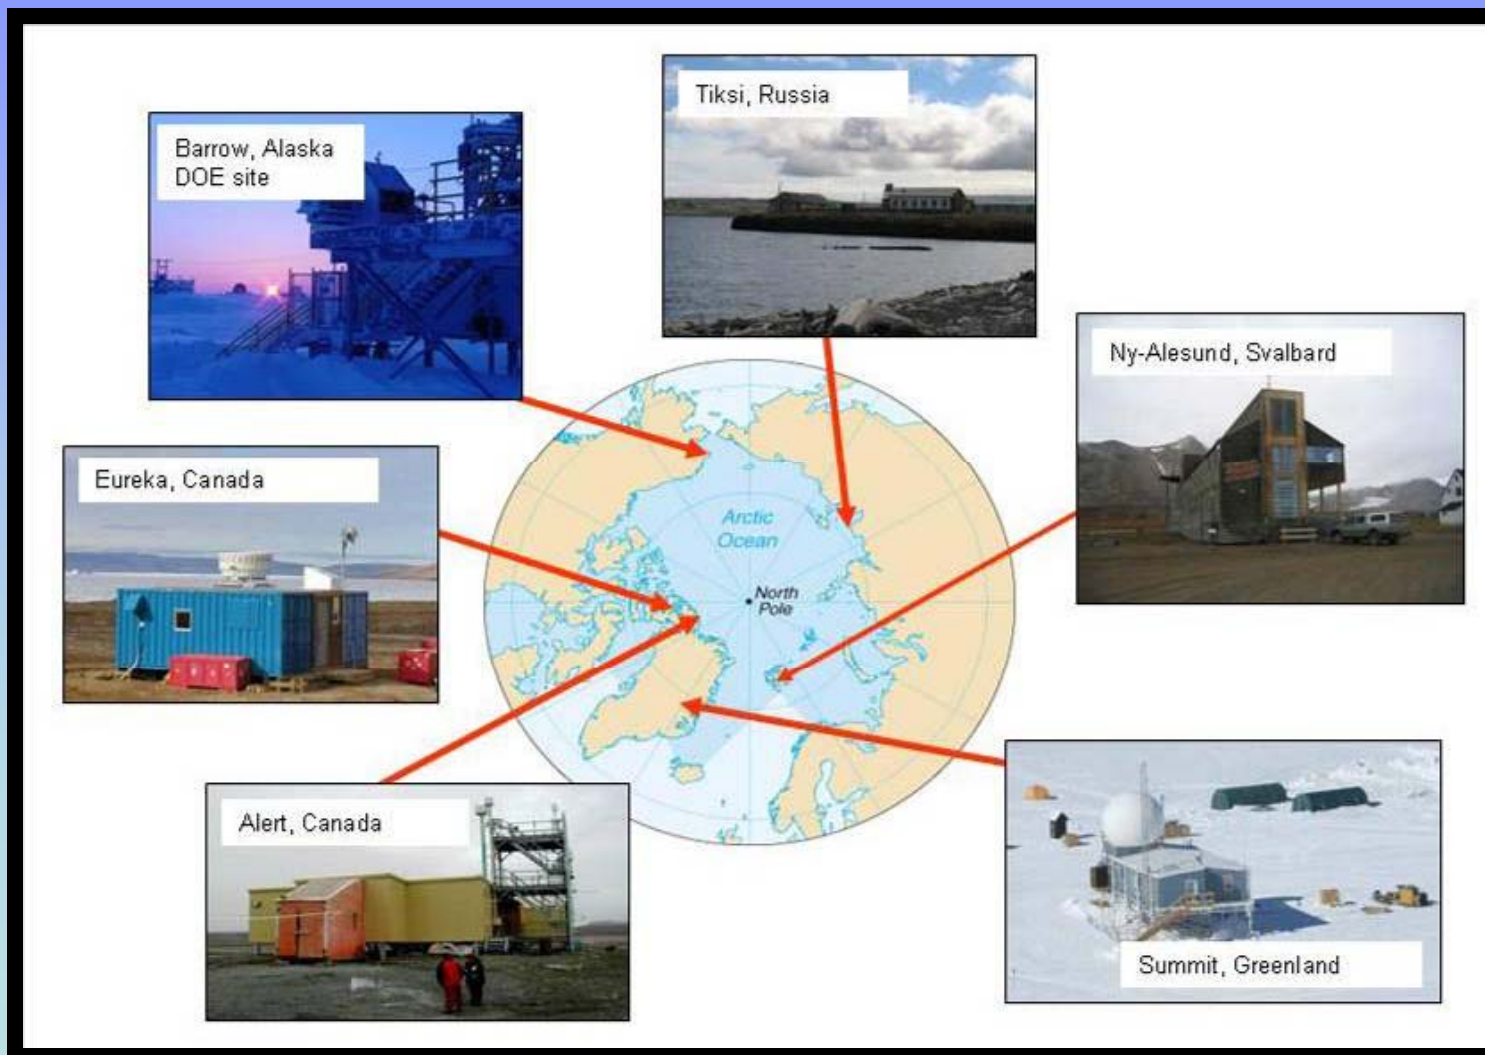 Tiksi, Russia
Barrow, Alaska
DOE site
Ny-Alesund, Svalbard
Eureka, Canada
Arctic
Ocean
North
Pole
Alert, Canada
Summit, Greenland